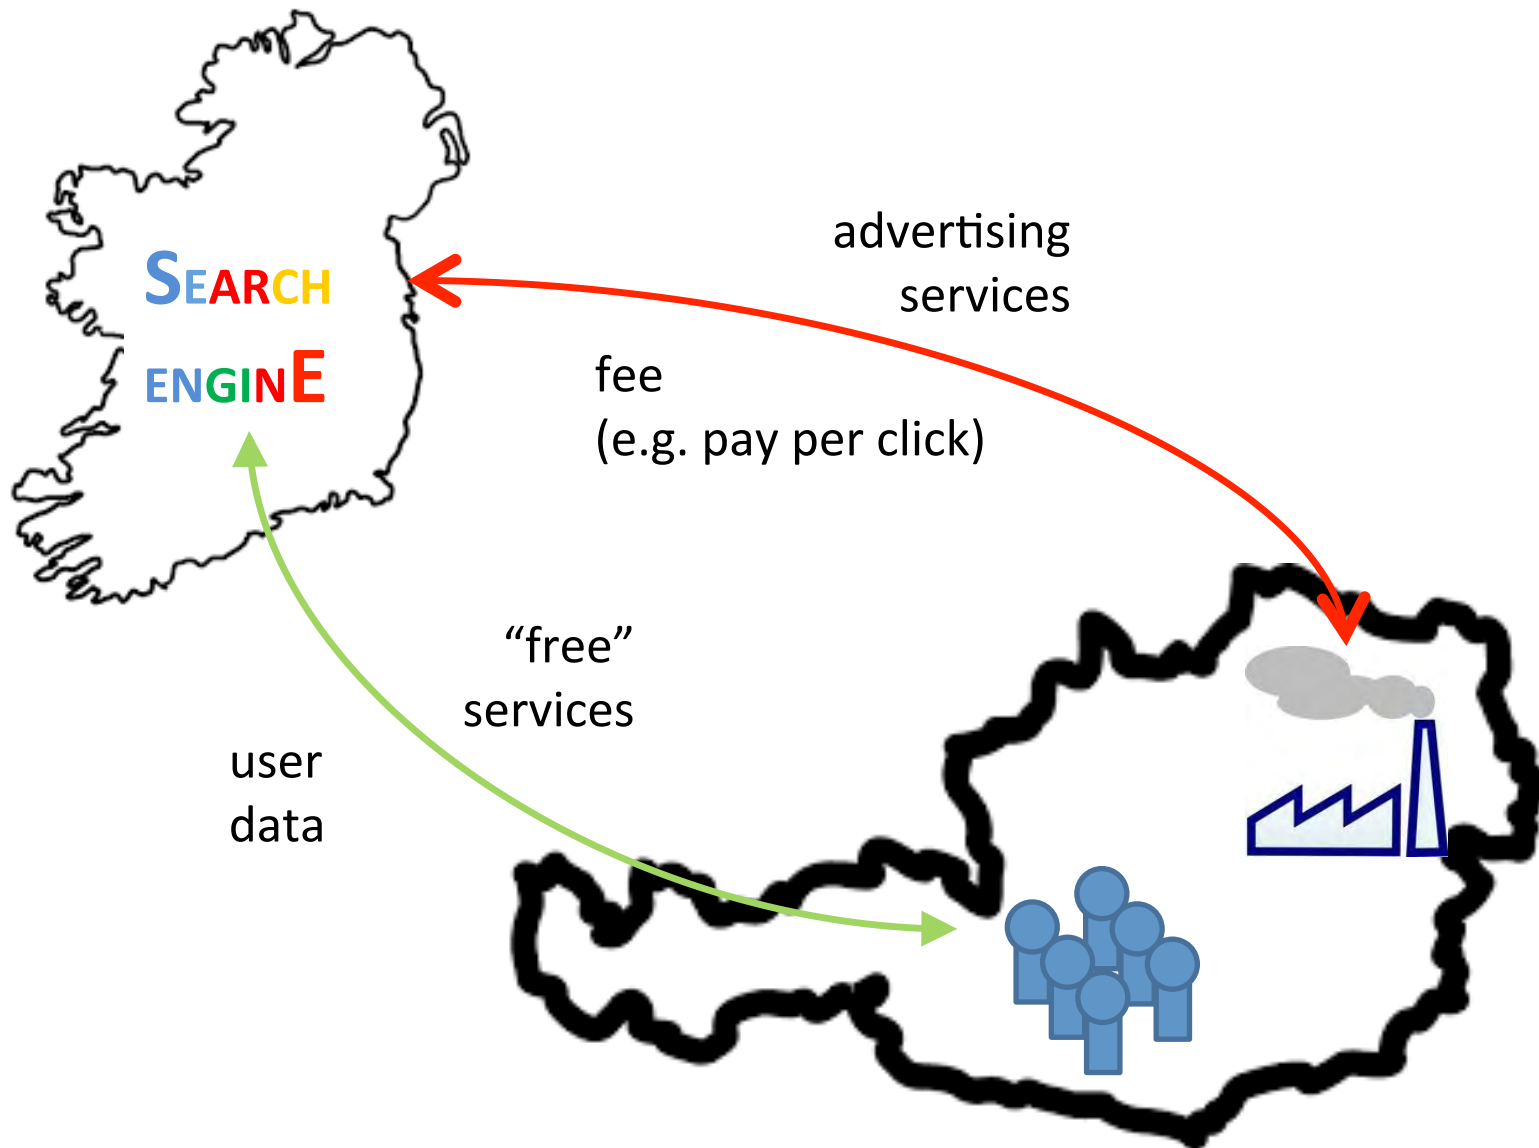 SEARCH
ENGINE
advertising
services
fee
(e.g. pay per click)
“free”
services
user
data